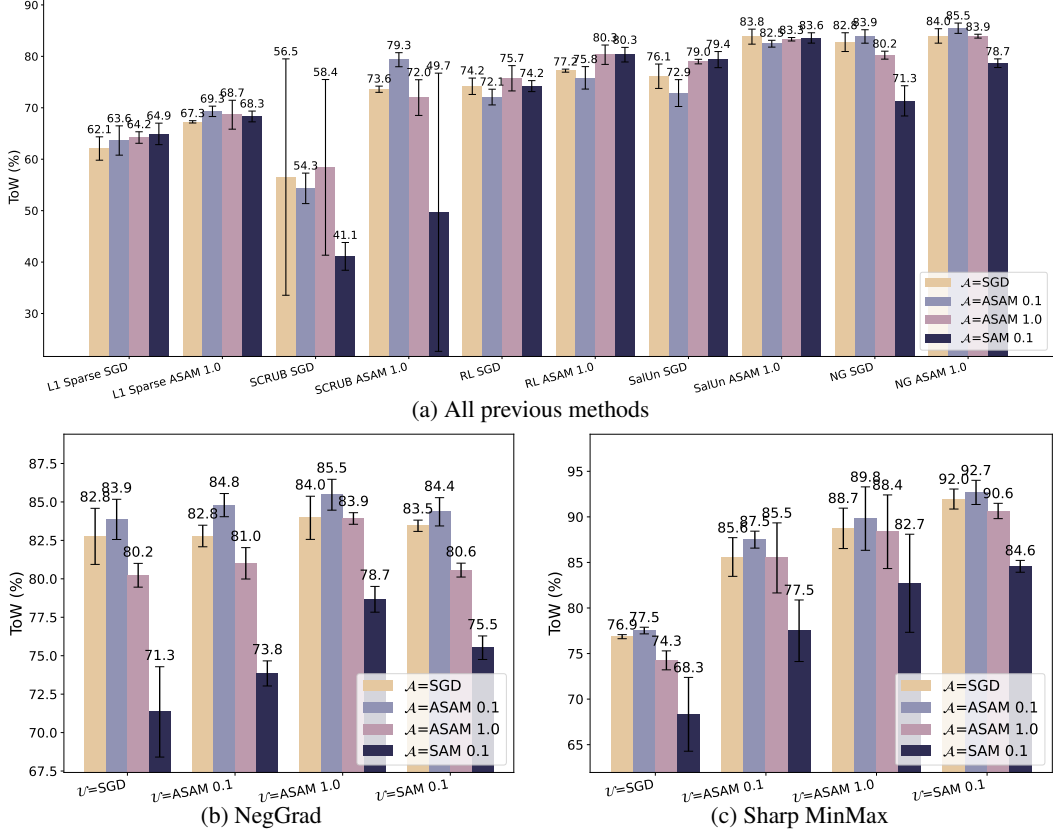 90
80
70
60
50
40
30
ToW (%)
62.1 63.6 64.2 64.9
67.3 69.3 68.7 68.3
56.5 54.3 58.4 41.1
73.6 79.3 72.0 49.7
74.2 72.1 75.7 74.2
77.2 75.8 80.3 80.3
76.1 72.9 79.0 79.4
83.8 82.5 83.3 83.6
82.8 83.9 80.2 71.3
84.0 85.5 83.9 78.7
𝒜=SGD
𝒜=ASAM 0.1
𝒜=ASAM 1.0
𝒜=SAM 0.1
L1 Sparse SGD
L1 Sparse ASAM 1.0
SCRUB SGD
SCRUB ASAM 1.0
RL SGD
RL ASAM 1.0
SalUn SGD
SalUn ASAM 1.0
NG SGD
NG ASAM 1.0
(a) All previous methods
87.5
85.0
82.5
80.0
77.5
75.0
72.5
70.0
67.5
ToW (%)
82.8 83.9 80.2 71.3
82.8 84.8 81.0 73.8
84.0 85.5 83.9 78.7
83.5 84.4 80.6 75.5
𝒜=SGD
𝒜=ASAM 0.1
𝒜=ASAM 1.0
𝒜=SAM 0.1
𝒰=SGD
𝒰=ASAM 0.1
𝒰=ASAM 1.0
𝒰=SAM 0.1
(b) NegGrad
95
90
85
80
75
70
65
ToW (%)
76.9 77.5 74.3 68.3
85.6 87.5 85.5 77.5
88.7 89.8 88.4 82.7
92.0 92.7 90.6 84.6
𝒜=SGD
𝒜=ASAM 0.1
𝒜=ASAM 1.0
𝒜=SAM 0.1
𝒰=SGD
𝒰=ASAM 0.1
𝒰=ASAM 1.0
𝒰=SAM 0.1
(c) Sharp MinMax